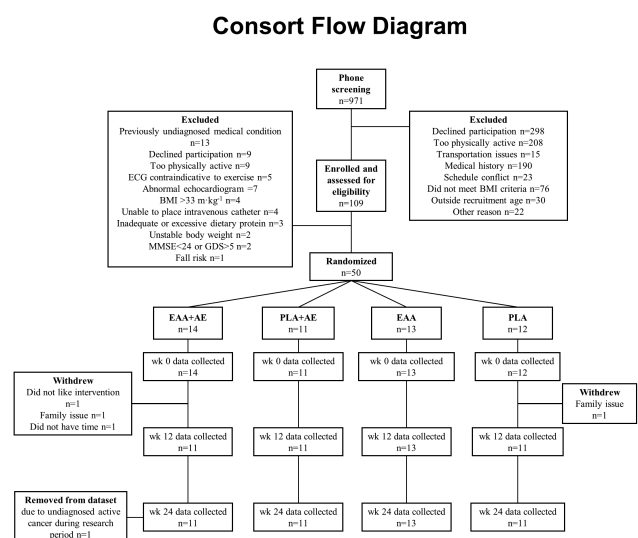 Consort Flow Diagram
Phone
screening
n=971
Excluded
Previously undiagnosed medical condition
n=13
Declined participation n=9
Too physically active n=9
ECG contraindicative to exercise n=5
Abnormal echocardiogram =7
BMI >33 m·kg-1 n=4
Unable to place intravenous catheter n=4
Inadequate or excessive dietary protein n=3
Unstable body weight n=2
MMSE<24 or GDS>5 n=2
Fall risk n=1
Excluded
Declined participation n=298
Too physically active n=208
Transportation issues n=15
Medical history n=190
Schedule conflict n=23
Did not meet BMI criteria n=76
Outside recruitment age n=30
Other reason n=22
Enrolled and
assessed for
eligibility
n=109
Randomized
n=50
EAA+AE
n=14
PLA+AE
n=11
EAA
n=13
PLA
n=12
wk 0 data collected
n=14
wk 0 data collected
n=11
wk 0 data collected
n=13
wk 0 data collected
n=12
Withdrew
Did not like intervention
n=1
Family issue n=1
Did not have time n=1
Withdrew
Family issue
n=1
wk 12 data collected
n=11
wk 12 data collected
n=11
wk 12 data collected
n=13
wk 12 data collected
n=11
Removed from dataset
due to undiagnosed active
cancer during research
period n=1
wk 24 data collected
n=11
wk 24 data collected
n=11
wk 24 data collected
n=13
wk 24 data collected
n=11